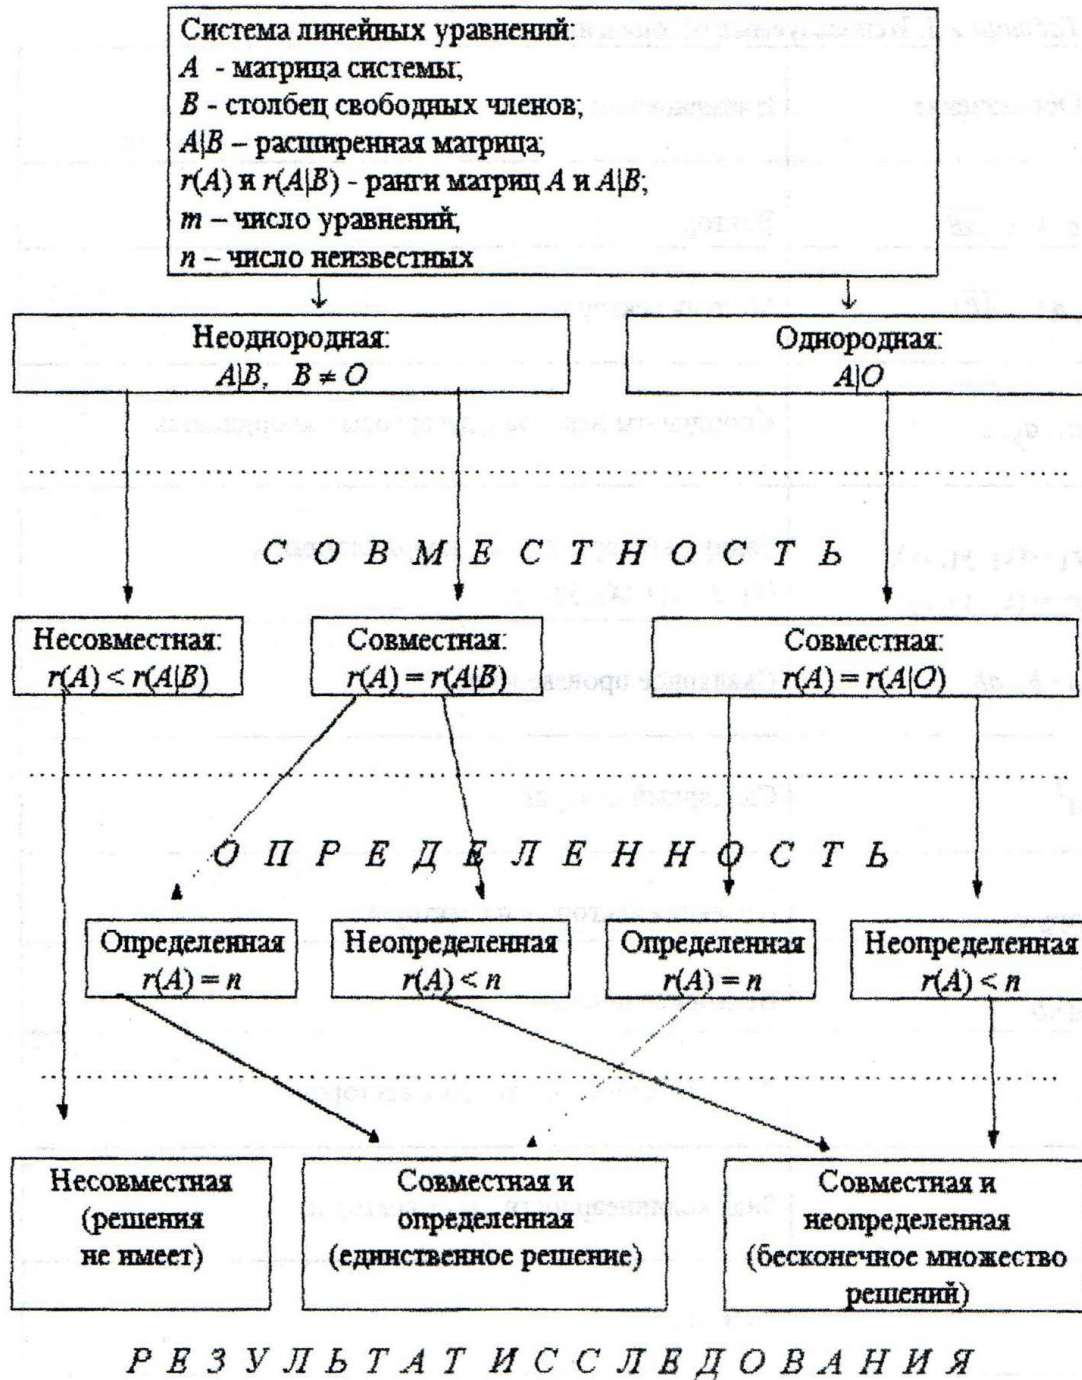 Система линейных уравнений:
A - матрица системы;
B - столбец свободных членов;
A|B – расширенная матрица;
r(A) и r(A|B) - ранги матриц A и A|B;
m – число уравнений;
n – число неизвестных
Неоднородная:
A|B, B ≠ O
Однородная:
A|O
С О В М Е С Т Н О С Т Ь
Несовместная:
r(A) < r(A|B)
Совместная:
r(A) = r(A|B)
Совместная:
r(A) = r(A|O)
О П Р Е Д Е Л Е Н Н О С Т Ь
Определенная
r(A) = n
Неопределенная
r(A) < n
Определенная
r(A) = n
Неопределенная
r(A) < n
Несовместная
(решения
не имеет)
Совместная и
определенная
(единственное решение)
Совместная и
неопределенная
(бесконечное множество
решений)
Р Е З У Л Ь Т А Т И С С Л Е Д О В А Н И Я